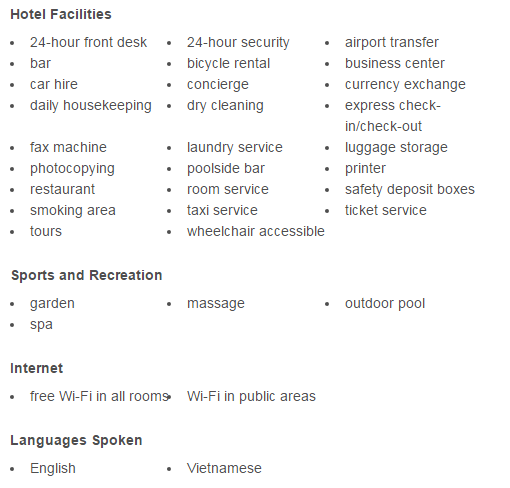 Hotel Facilities
• 24-hour front desk • 24-hour security • airport transfer
• bar • bicycle rental • business center
• car hire • concierge • currency exchange
• daily housekeeping • dry cleaning • express check-
in/check-out
• fax machine • laundry service • luggage storage
• photocopying • poolside bar • printer
• restaurant • room service • safety deposit boxes
• smoking area • taxi service • ticket service
• tours • wheelchair accessible
Sports and Recreation
• garden • massage • outdoor pool
• spa
Internet
• free Wi-Fi in all rooms • Wi-Fi in public areas
Languages Spoken
• English • Vietnamese